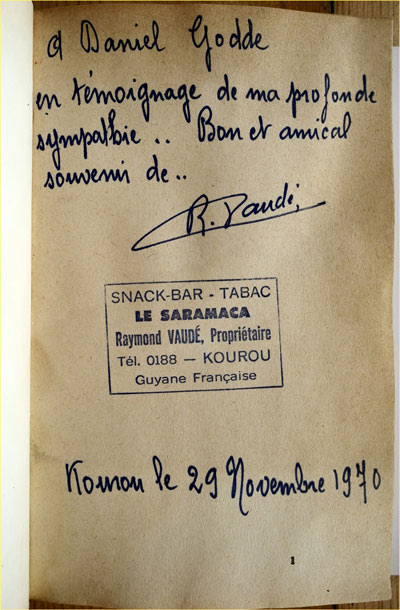 a Daniel Godde
en témoignage de ma profonde
sympathie .. Bon et amical
souvenir de..
R. Vaudé
SNACK-BAR - TABAC
LE SARAMACA
Raymond VAUDÉ, Propriétaire
Tél. 0188 — KOUROU
Guyane Française
Kourou le 29 Novembre 1970
1